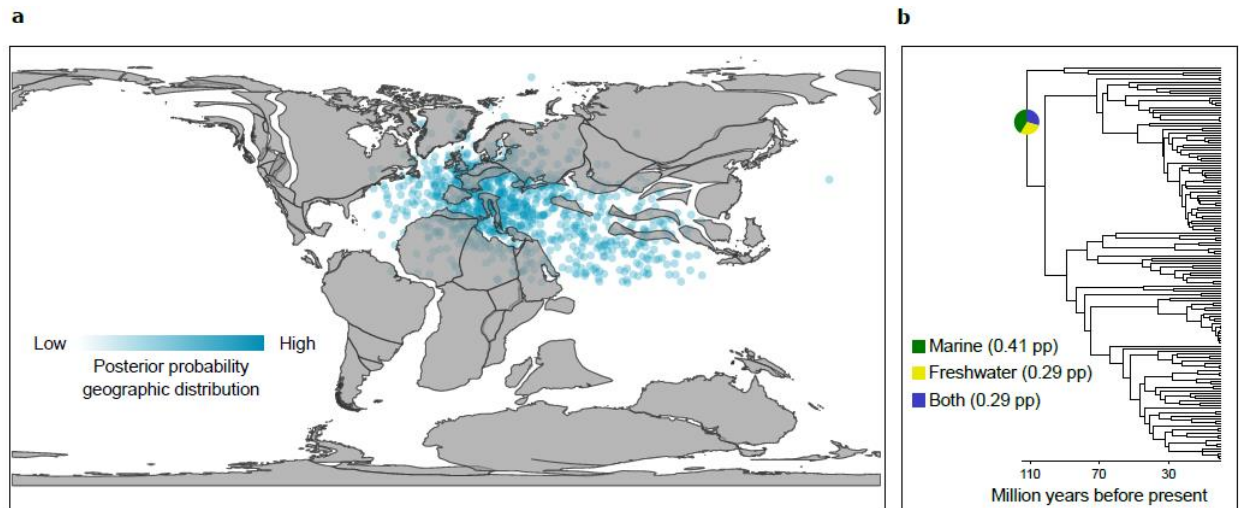 a
b
Low
High
Posterior probability
geographic distribution
Marine (0.41 pp)
Freshwater (0.29 pp)
Both (0.29 pp)
110
70
30
Million years before present